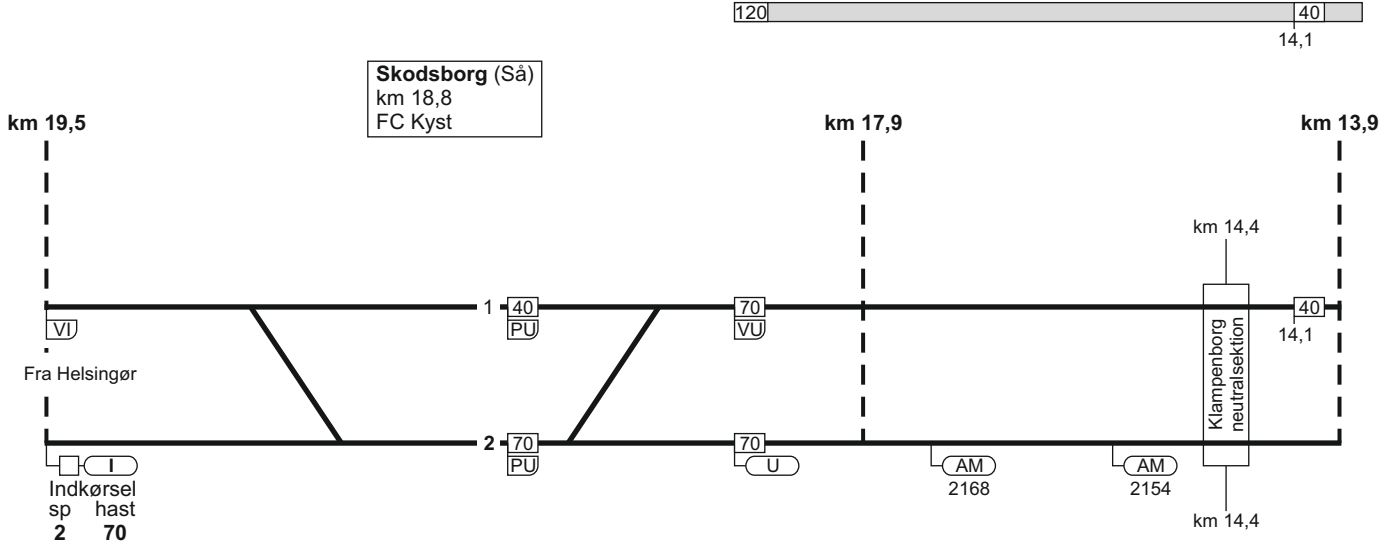 120
40
14,1
Skodsborg (Så)
km 18,8
FC Kyst
km 19,5
km 17,9
km 13,9
km 14,4
1
40
70
40
VI
PU
VU
14,1
Klampenborg
neutralsektion
Fra Helsingør
2
70
70
I
PU
U
AM
AM
Indkørsel
2168
2154
sp hast
2 70
km 14,4